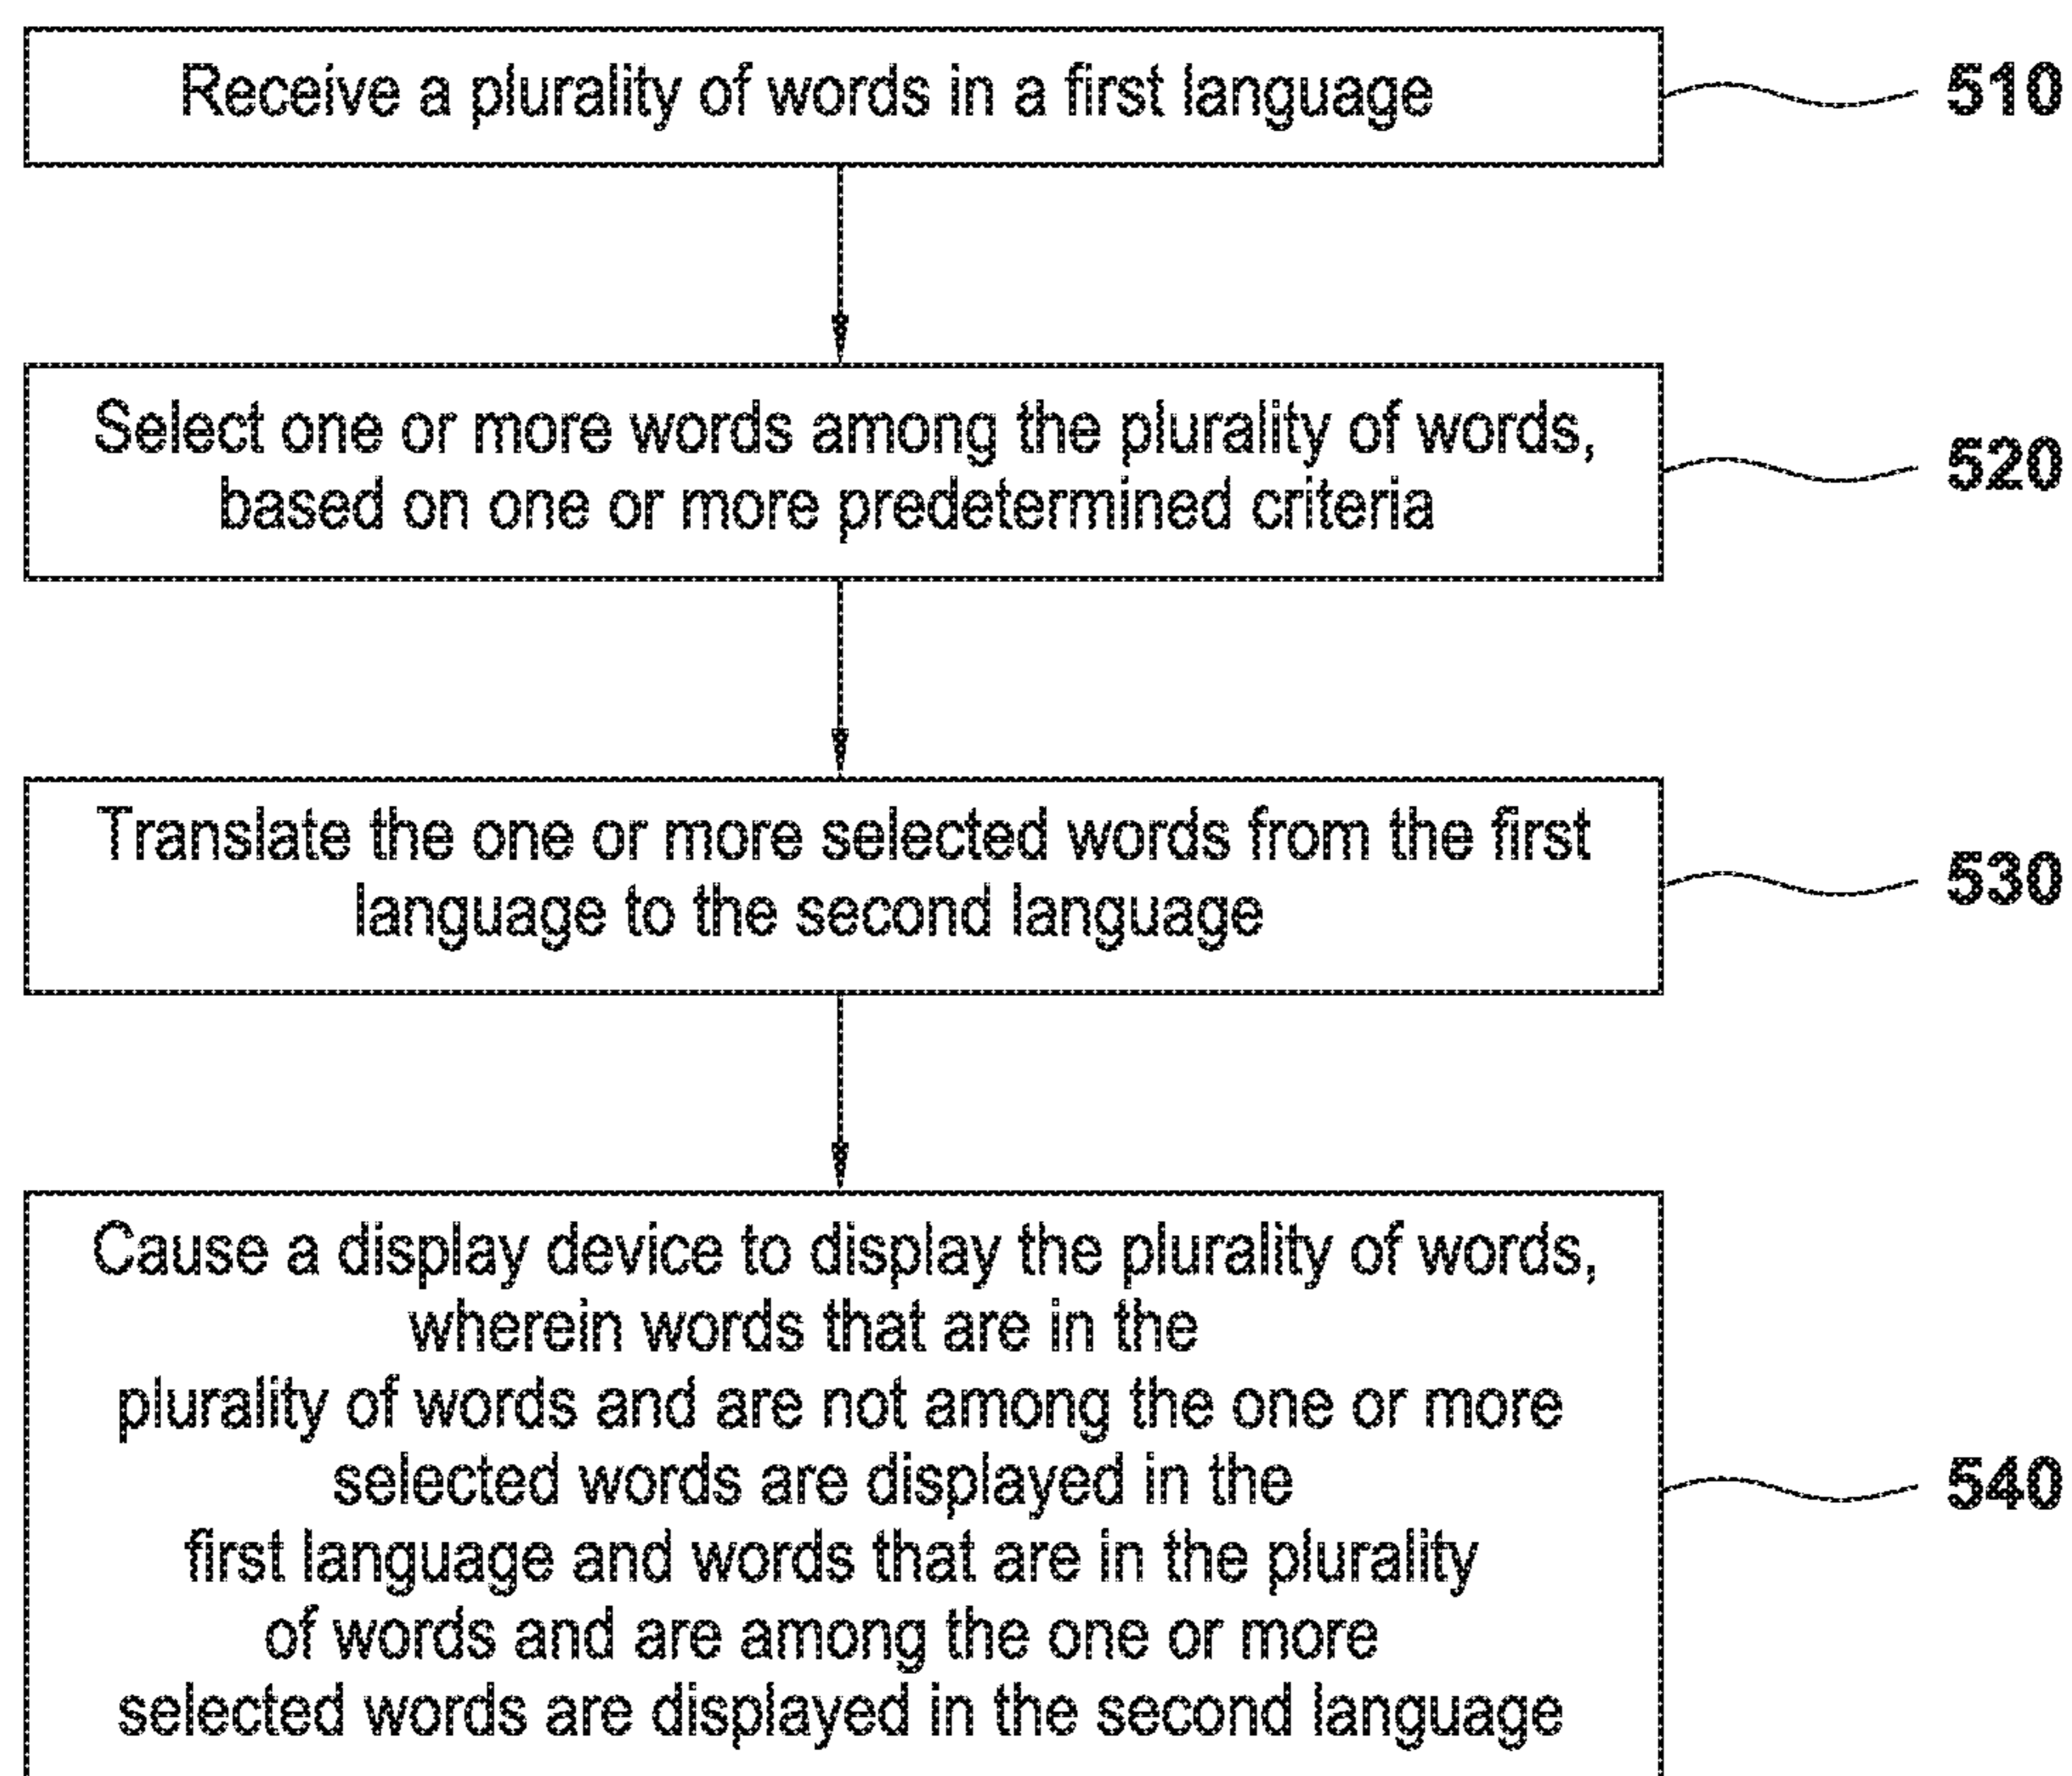 Receive a plurality of words in a first language
510
Select one or more words among the plurality of words,
based on one or more predetermined criteria
520
Translate the one or more selected words from the first
language to the second language
530
Cause a display device to display the plurality of words,
wherein words that are in the
plurality of words and are not among the one or more
selected words are displayed in the
first language and words that are in the plurality
of words and are among the one or more
selected words are displayed in the second language
540